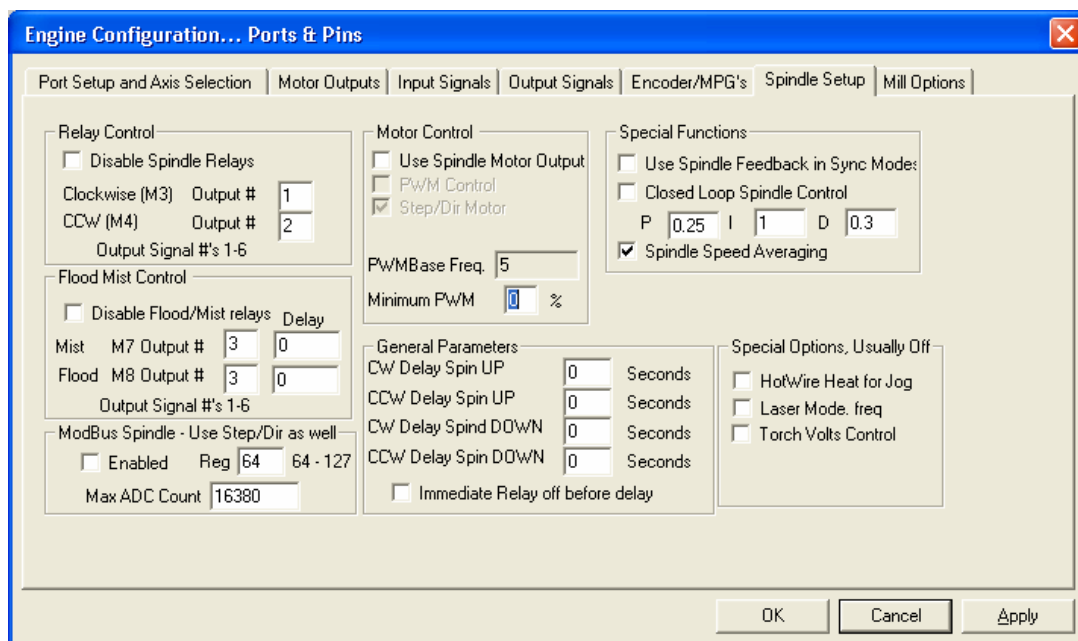 Engine Configuration... Ports & Pins
Port Setup and Axis Selection
Motor Outputs
Input Signals
Output Signals
Encoder/MPG's
Spindle Setup
Mill Options
Relay Control
Disable Spindle Relays
Clockwise (M3) Output # 1
CCW (M4) Output # 2
Output Signal #'s 1-6
Flood Mist Control
Disable Flood/Mist relays Delay
Mist M7 Output # 3 0
Flood M8 Output # 3 0
Output Signal #'s 1-6
ModBus Spindle - Use Step/Dir as well
Enabled Reg 64 64 - 127
Max ADC Count 16380
Motor Control
Use Spindle Motor Output
PWM Control
Step/Dir Motor
PWMBase Freq. 5
Minimum PWM 0 %
General Parameters
CW Delay Spin UP 0 Seconds
CCW Delay Spin UP 0 Seconds
CW Delay Spind DOWN 0 Seconds
CCW Delay Spin DOWN 0 Seconds
Immediate Relay off before delay
Special Functions
Use Spindle Feedback in Sync Modes
Closed Loop Spindle Control
P 0.25 I 1 D 0.3
Spindle Speed Averaging
Special Options, Usually Off
HotWire Heat for Jog
Laser Mode. freq
Torch Volts Control
OK
Cancel
Apply